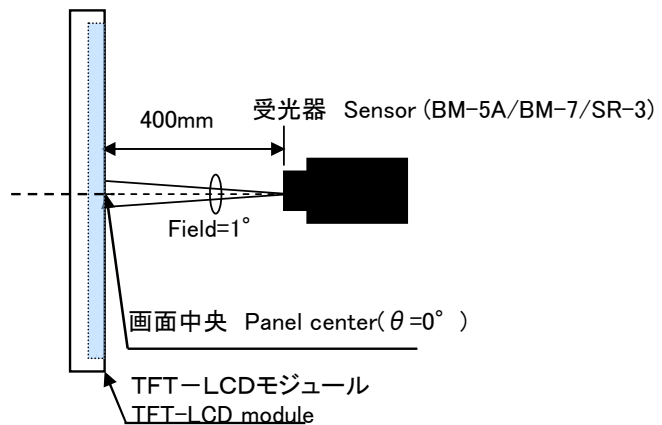 400mm
受光器 Sensor (BM-5A/BM-7/SR-3)
Field=1°
画面中央 Panel center(θ=0° )
TFT－LCDモジュール
TFT-LCD module